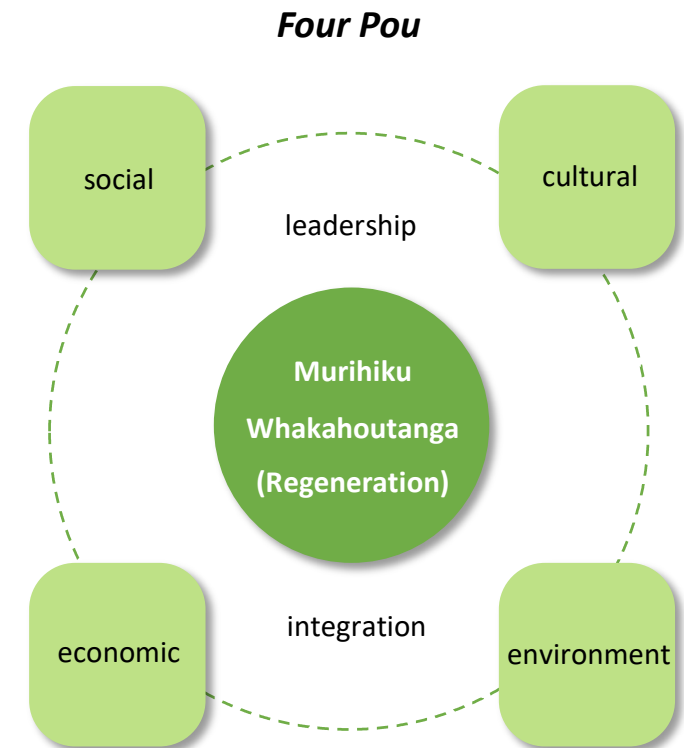 Four Pou
social
cultural
leadership
Murihiku
Whakahoutanga
(Regeneration)
integration
economic
environment